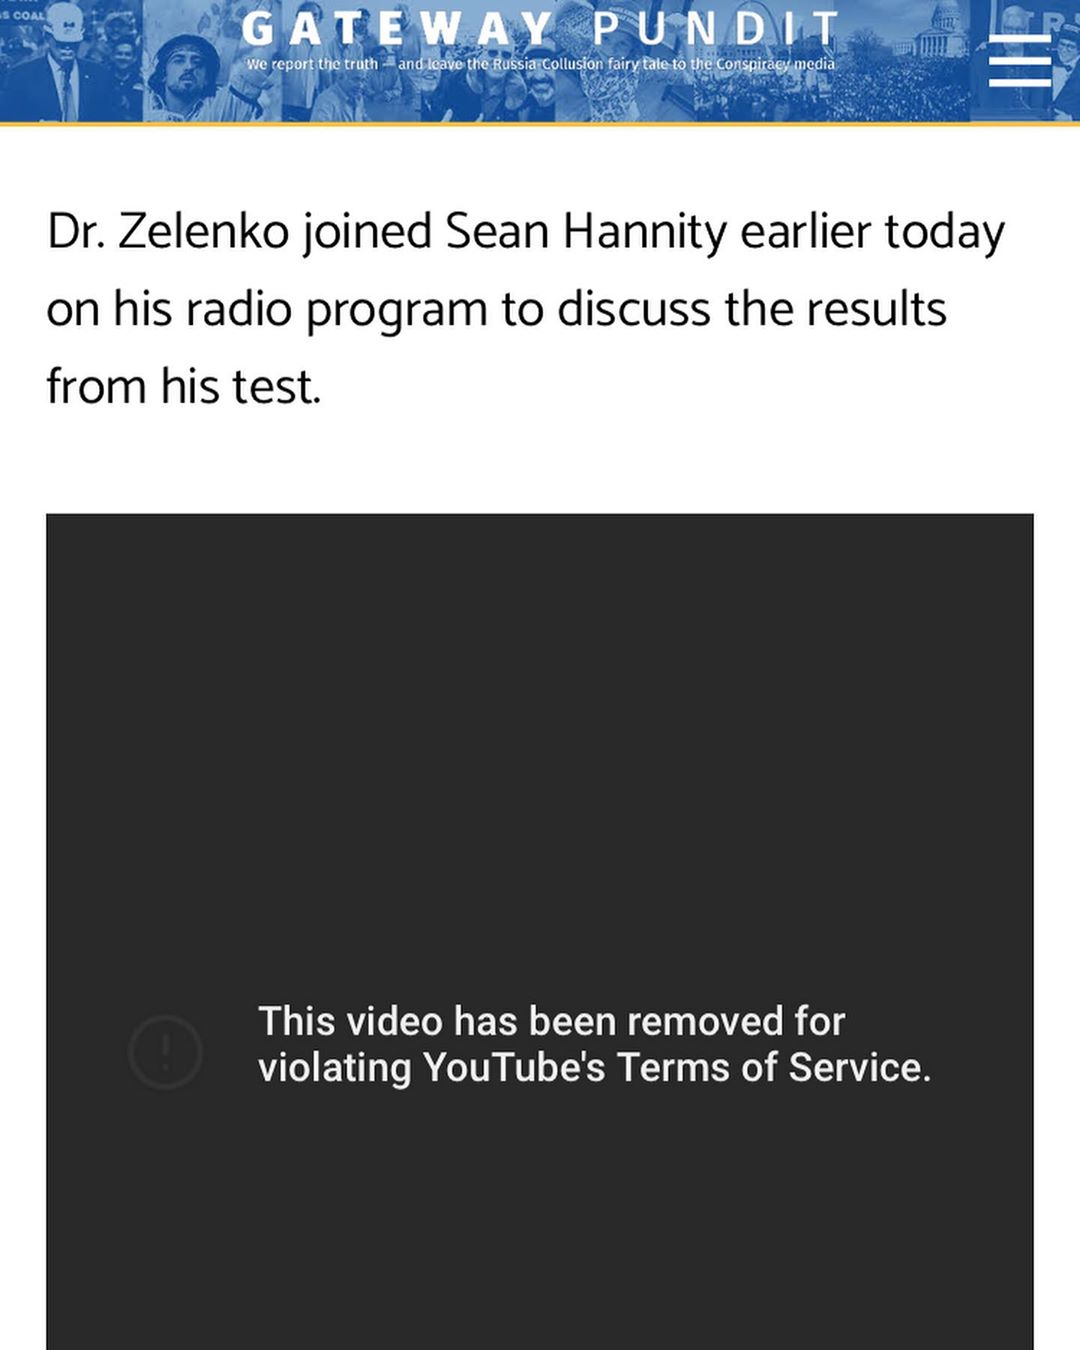 S COAL
GATEWAY PUNDIT
We report the truth — and leave the Russia-Collusion fairy tale to the Conspiracy media
Dr. Zelenko joined Sean Hannity earlier today
on his radio program to discuss the results
from his test.
This video has been removed for
violating YouTube's Terms of Service.